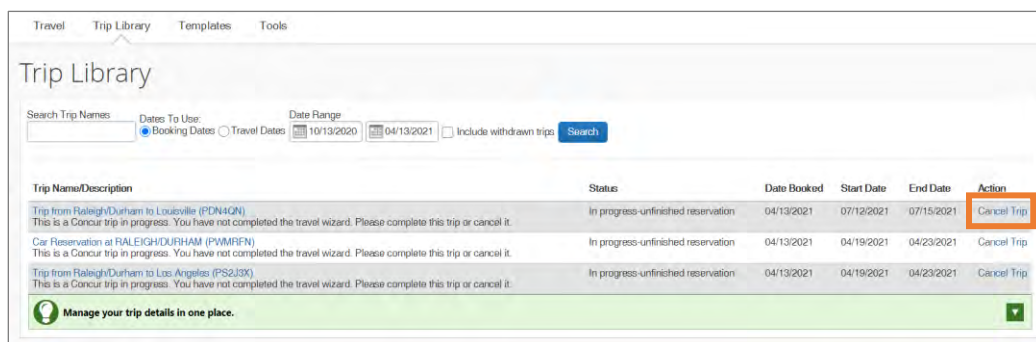 Travel Trip Library Templates Tools
Trip Library
Search Trip Names Dates To Use: Date Range
Booking Dates Travel Dates 10/13/2020 04/13/2021 Include withdrawn trips Search
Trip Name/Description Status Date Booked Start Date End Date Action
Trip from Raleigh/Durham to Louisville (PDN4QN) In progress-unfinished reservation 04/13/2021 07/12/2021 07/15/2021 Cancel Trip
This is a Concur trip in progress. You have not completed the travel wizard. Please complete this trip or cancel it.
Car Reservation at RALEIGH/DURHAM (PWMRFN) In progress-unfinished reservation 04/13/2021 04/19/2021 04/23/2021 Cancel Trip
This is a Concur trip in progress. You have not completed the travel wizard. Please complete this trip or cancel it.
Trip from Raleigh/Durham to Los Angeles (PS2J3X) In progress-unfinished reservation 04/13/2021 04/19/2021 04/23/2021 Cancel Trip
This is a Concur trip in progress. You have not completed the travel wizard. Please complete this trip or cancel it.
Manage your trip details in one place.